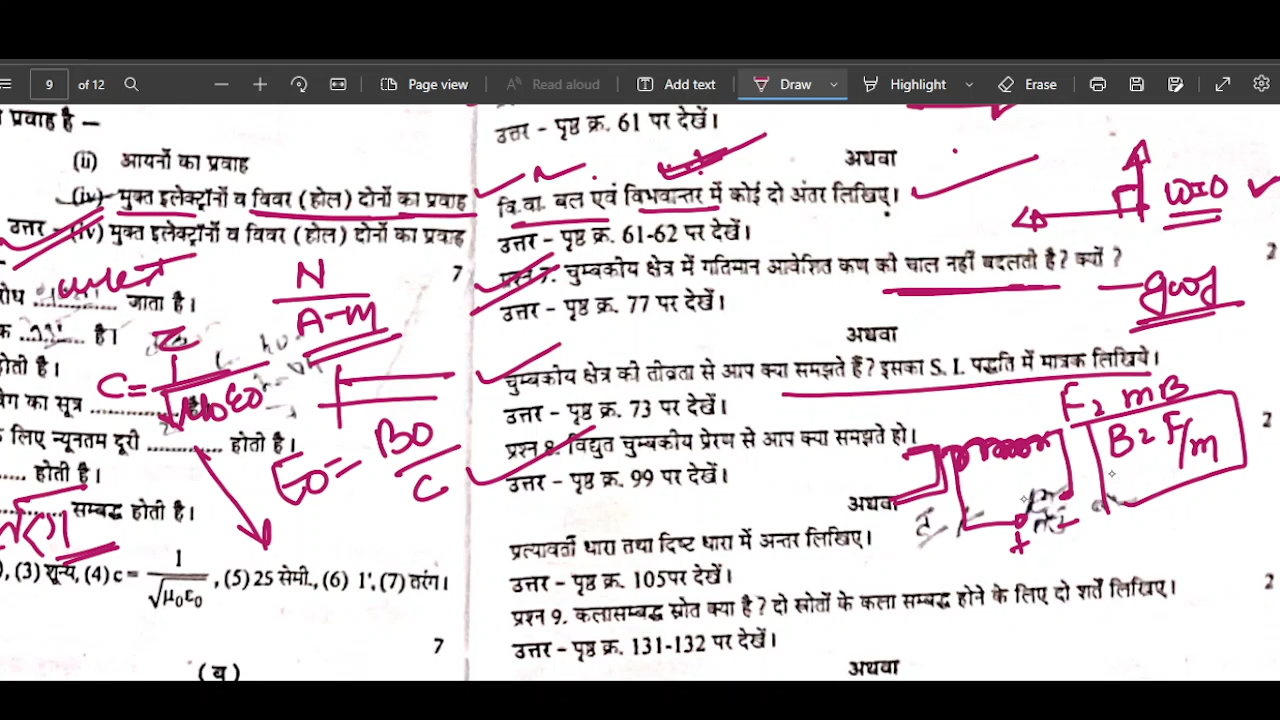 9
of 12
Page view
Read aloud
Add text
Draw
Highlight
Erase
प्रवाह है –
(ii) आयनों का प्रवाह
(iv) मुक्त इलेक्ट्रॉनों व विवर (होल) दोनों का प्रवाह
उत्तर – (iv) मुक्त इलेक्ट्रॉनों व विवर (होल) दोनों का प्रवाह
7
N
A-m
जाता है।
है।
होती है।
C = 1
√μ0ε0
वेग का सूत्र ..............
के लिए न्यूनतम दूरी .............. होती है।
E0 = B0
C
...... होती है।
.............. सम्बद्ध होती है।
तरंग
, (3) शून्य, (4) c = 1
√μ₀ε₀
, (5) 25 सेमी., (6) 1', (7) तरंग।
7
(ब)
उत्तर – पृष्ठ क्र. 61 पर देखें।
अथवा
वि.वा. बल एवं विभवान्तर में कोई दो अंतर लिखिए।
W=0
उत्तर – पृष्ठ क्र. 61-62 पर देखें।
प्रश्न 7. चुम्बकीय क्षेत्र में गतिमान आवेशित कण की चाल नहीं बदलती है? क्यों ?
2
उत्तर – पृष्ठ क्र. 77 पर देखें।
अथवा
चुम्बकीय क्षेत्र की तीव्रता से आप क्या समझते हैं? इसका S. I. पद्धति में मात्रक लिखिये।
उत्तर – पृष्ठ क्र. 73 पर देखें।
F = mB
B = F/m
प्रश्न 8. विद्युत चुम्बकीय प्रेरण से आप क्या समझते हो।
2
उत्तर – पृष्ठ क्र. 99 पर देखें।
अथवा
प्रत्यावर्ती धारा तथा दिष्ट धारा में अन्तर लिखिए।
उत्तर – पृष्ठ क्र. 105पर देखें।
प्रश्न 9. कलासम्बद्ध स्रोत क्या है? दो स्रोतों के कला सम्बद्ध होने के लिए दो शर्तें लिखिए।
2
उत्तर – पृष्ठ क्र. 131-132 पर देखें।
अथवा